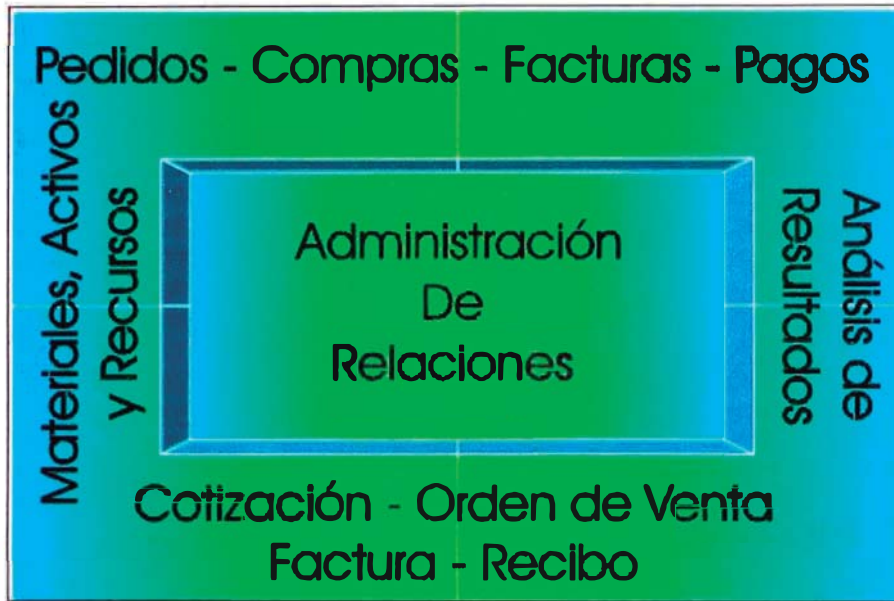 Pedidos - Compras - Facturas - Pagos
Materiales, Activos
y Recursos
Administración
De
Relaciones
Análisis de
Resultados
Cotización - Orden de Venta
Factura - Recibo